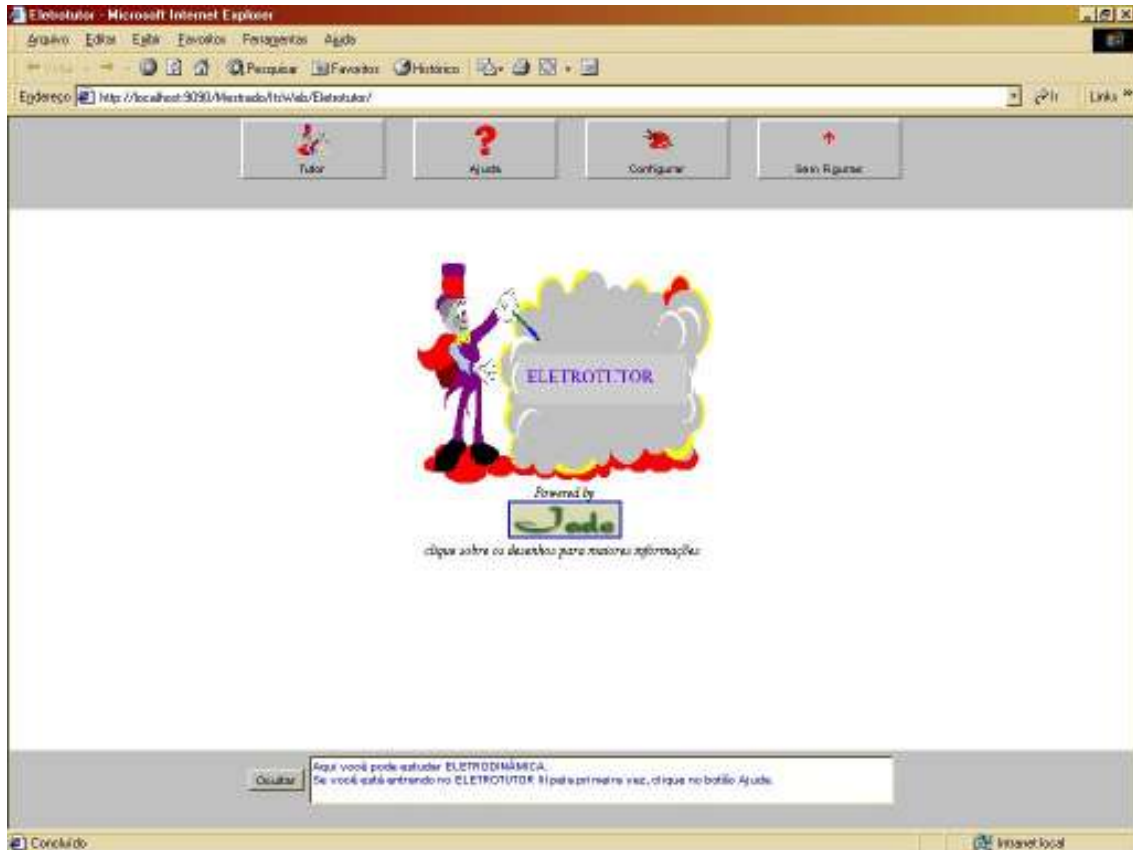 Eletrotutor - Microsoft Internet Explorer
Arquivo Editar Exibir Favoritos Ferramentas Ajuda
Pesquisar Favoritos Histórico
Endereço http://localhost:9090/Mestrado/ItsWeb/Eletrotutor/ Ir Links »
Tutor Ajuda Configurar Sem Figuras
ELETROTUTOR
Powered by
Jade
clique sobre os desenhos para maiores informações
Aqui você pode estudar ELETRODINÂMICA.
Ocultar Se você está entrando no ELETROTUTOR III pela primeira vez, clique no botão Ajuda.
Concluído Intranet local